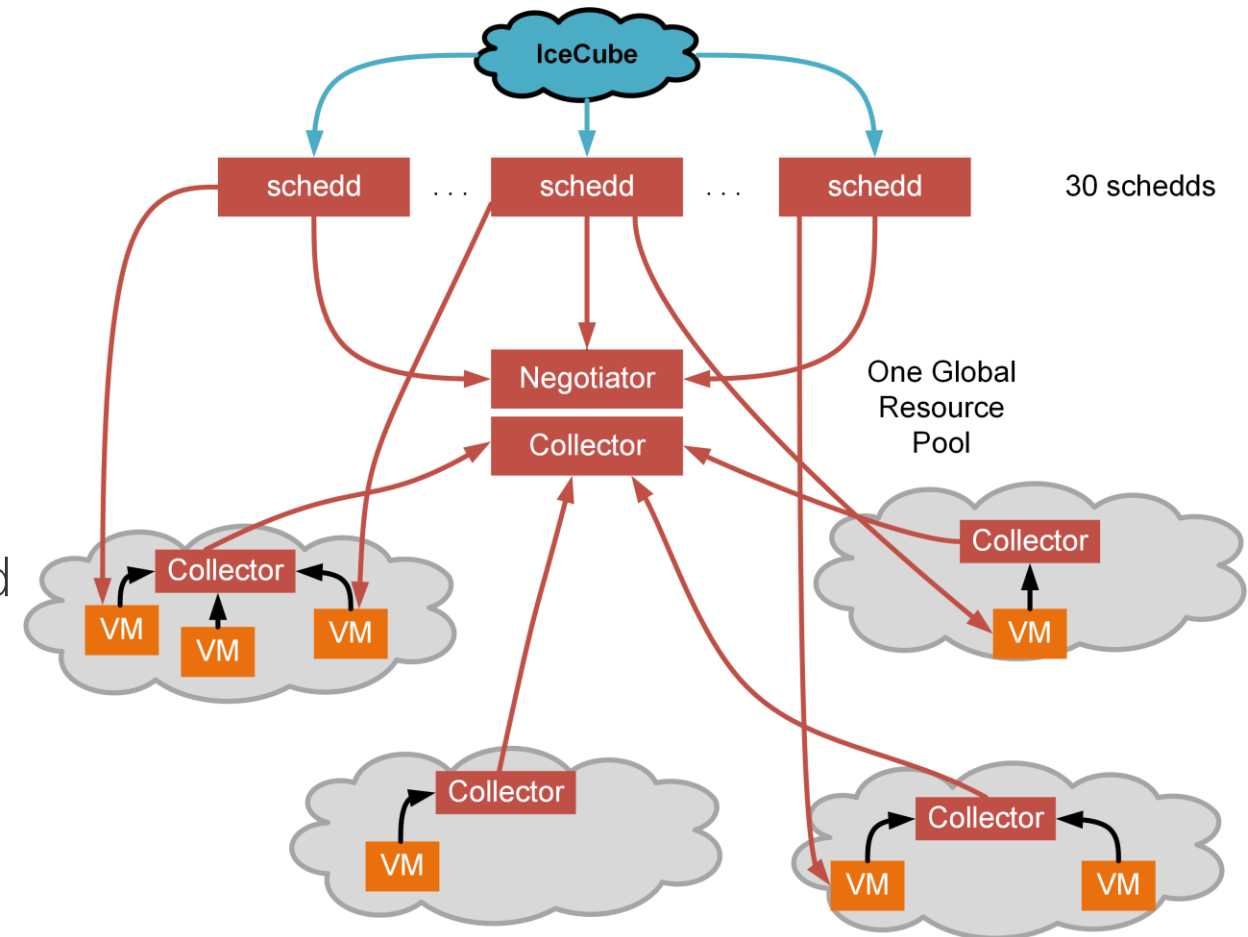 IceCube
schedd
. . .
schedd
. . .
schedd
30 schedds
Negotiator
One Global
Resource
Pool
Collector
Collector
VM
VM
VM
Collector
VM
Collector
VM
Collector
VM
VM